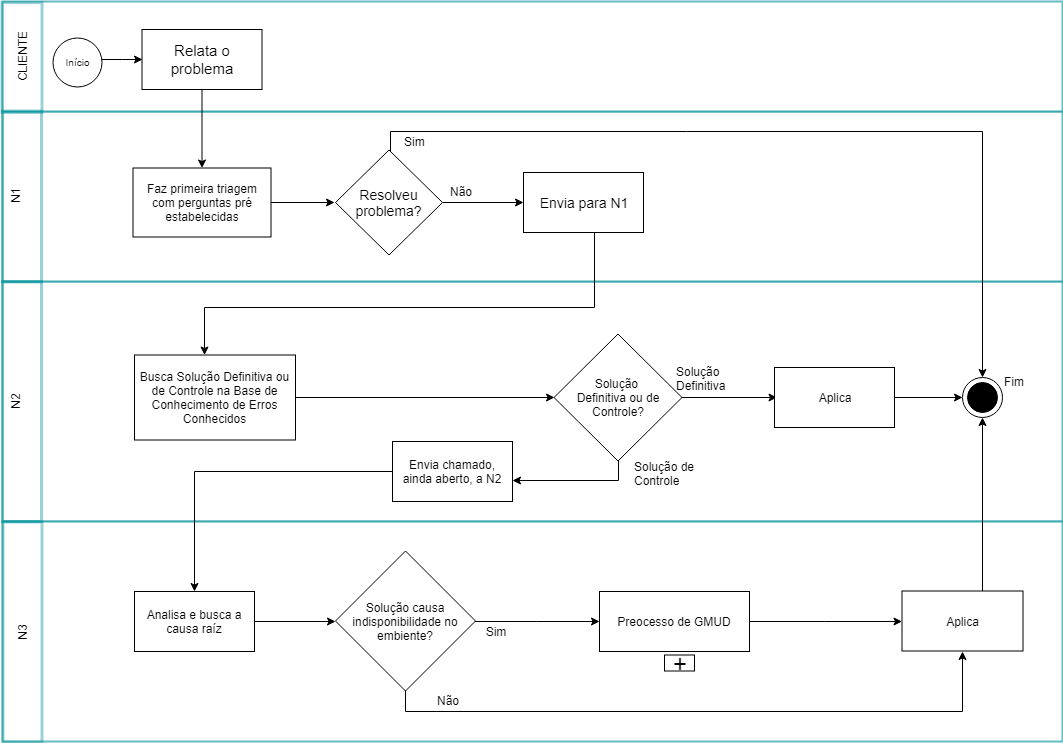 CLIENTE
Início
Relata o
problema
N1
Faz primeira triagem
com perguntas pré
estabelecidas
Resolveu
problema?
Sim
Não
Envia para N1
N2
Busca Solução Definitiva ou
de Controle na Base de
Conhecimento de Erros
Conhecidos
Solução
Definitiva ou de
Controle?
Solução
Definitiva
Aplica
Fim
Solução de
Controle
Envia chamado,
ainda aberto, a N2
N3
Analisa e busca a
causa raíz
Solução causa
indisponibilidade no
embiente?
Sim
Preocesso de GMUD
Aplica
Não